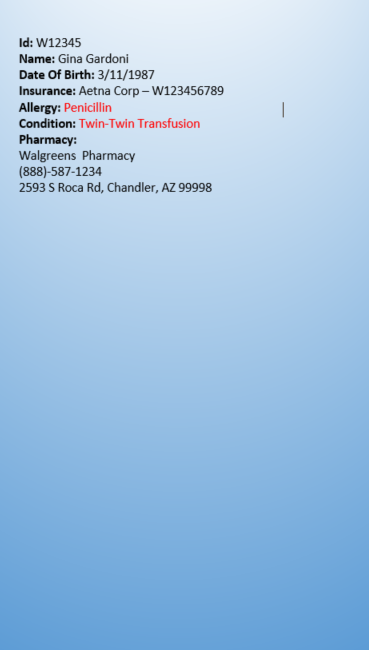 Id: W12345
Name: Gina Gardoni
Date Of Birth: 3/11/1987
Insurance: Aetna Corp – W123456789
Allergy: Penicillin
Condition: Twin-Twin Transfusion
Pharmacy:
Walgreens  Pharmacy
(888)-587-1234
2593 S Roca Rd, Chandler, AZ 99998